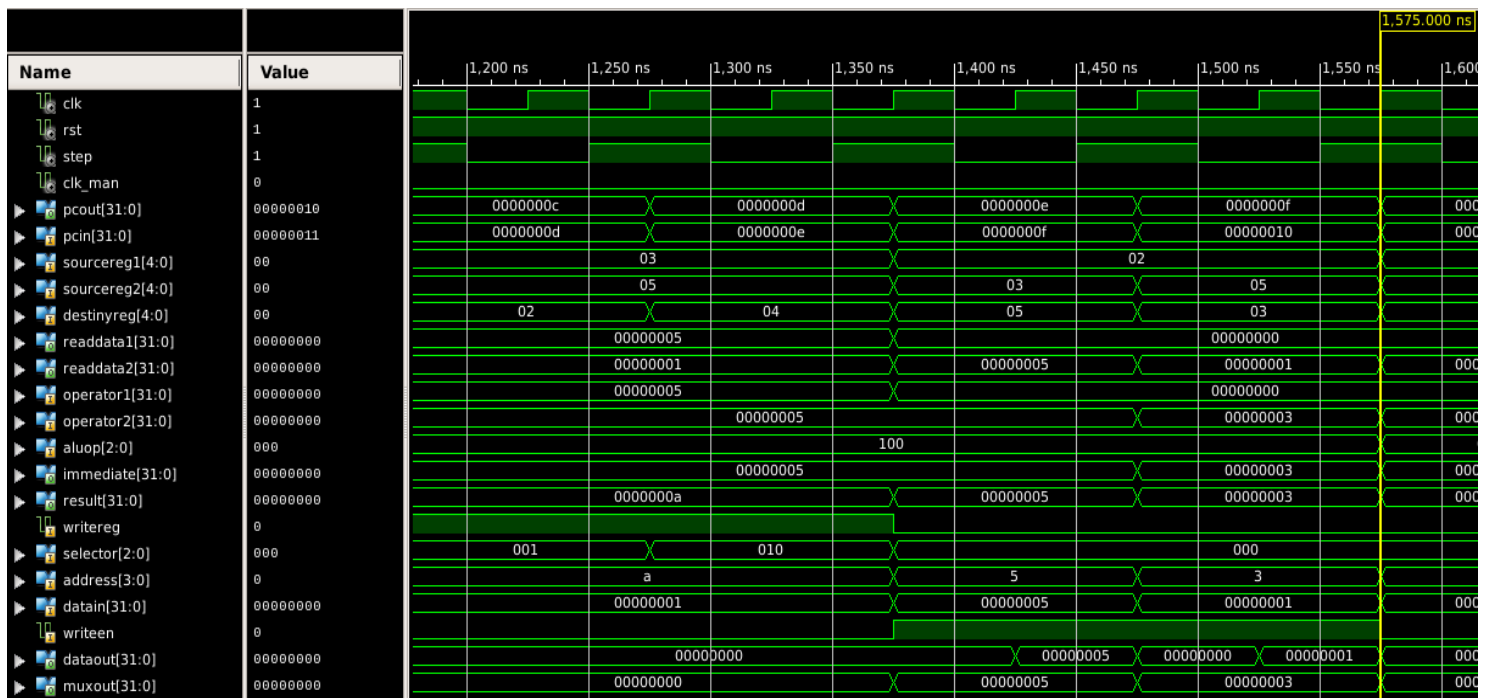 1,575.000 ns
Name Value 1,200 ns 1,250 ns 1,300 ns 1,350 ns 1,400 ns 1,450 ns 1,500 ns 1,550 ns 1,600
clk 1
rst 1
step 1
clk_man 0
pcout[31:0] 00000010 0000000c 0000000d 0000000e 0000000f 000
pcin[31:0] 00000011 0000000d 0000000e 0000000f 00000010 000
sourcereg1[4:0] 00 03 02
sourcereg2[4:0] 00 05 03 05
destinyreg[4:0] 00 02 04 05 03
readdata1[31:0] 00000000 00000005 00000000
readdata2[31:0] 00000000 00000001 00000005 00000001 000
operator1[31:0] 00000000 00000005 00000000
operator2[31:0] 00000000 00000005 00000003 000
aluop[2:0] 000 100
immediate[31:0] 00000000 00000005 00000003 000
result[31:0] 00000000 0000000a 00000005 00000003 000
writereg 0
selector[2:0] 000 001 010 000
address[3:0] 0 a 5 3
datain[31:0] 00000000 00000001 00000005 00000001 000
writeen 0
dataout[31:0] 00000000 00000000 00000005 00000000 00000001 000
muxout[31:0] 00000000 00000000 00000005 00000003 000